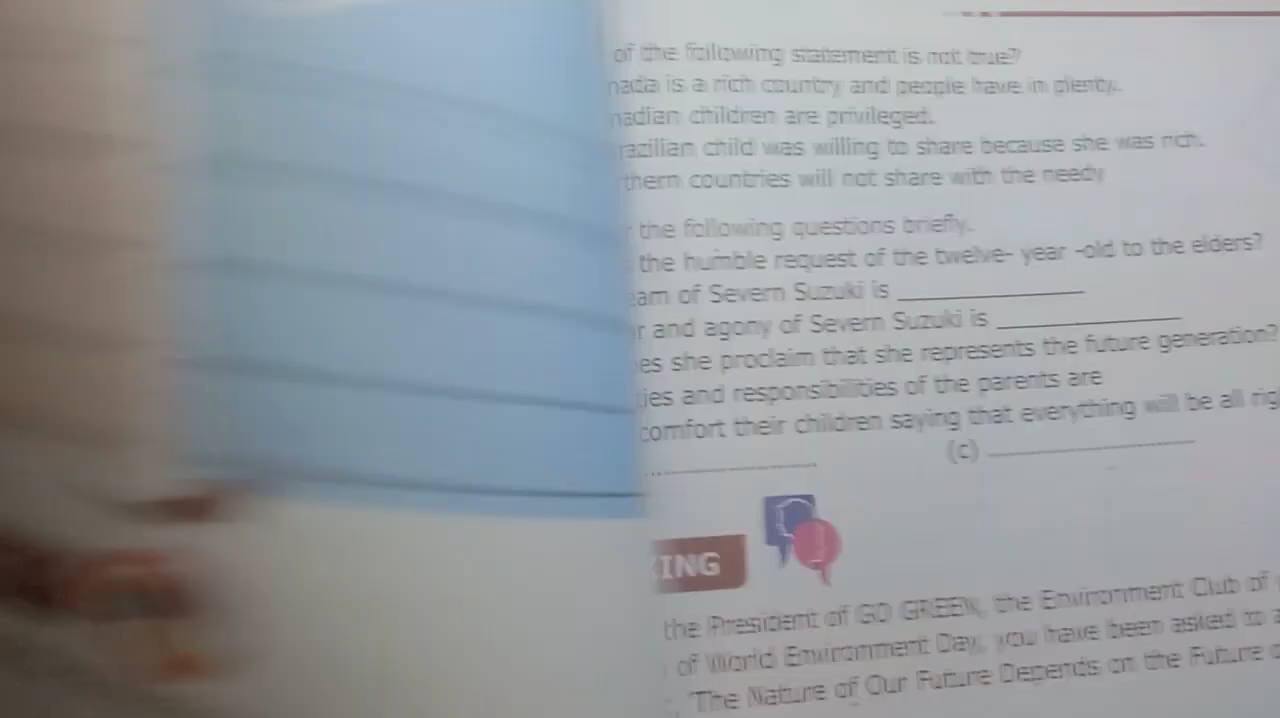 of the following statement is not true?
nada is a rich country and people have in plenty.
nadian children are privileged.
razilian child was willing to share because she was rich.
thern countries will not share with the needy
the following questions briefly.
the humble request of the twelve- year -old to the elders?
eam of Severn Suzuki is ____________
r and agony of Severn Suzuki is ____________
es she proclaim that she represents the future generation?
ties and responsibilities of the parents are
comfort their children saying that everything will be all rig
(c) ____________
KING
the President of GO GREEN, the Environment Club of
of World Environment Day, you have been asked to a
'The Nature of Our Future Depends on the Future o